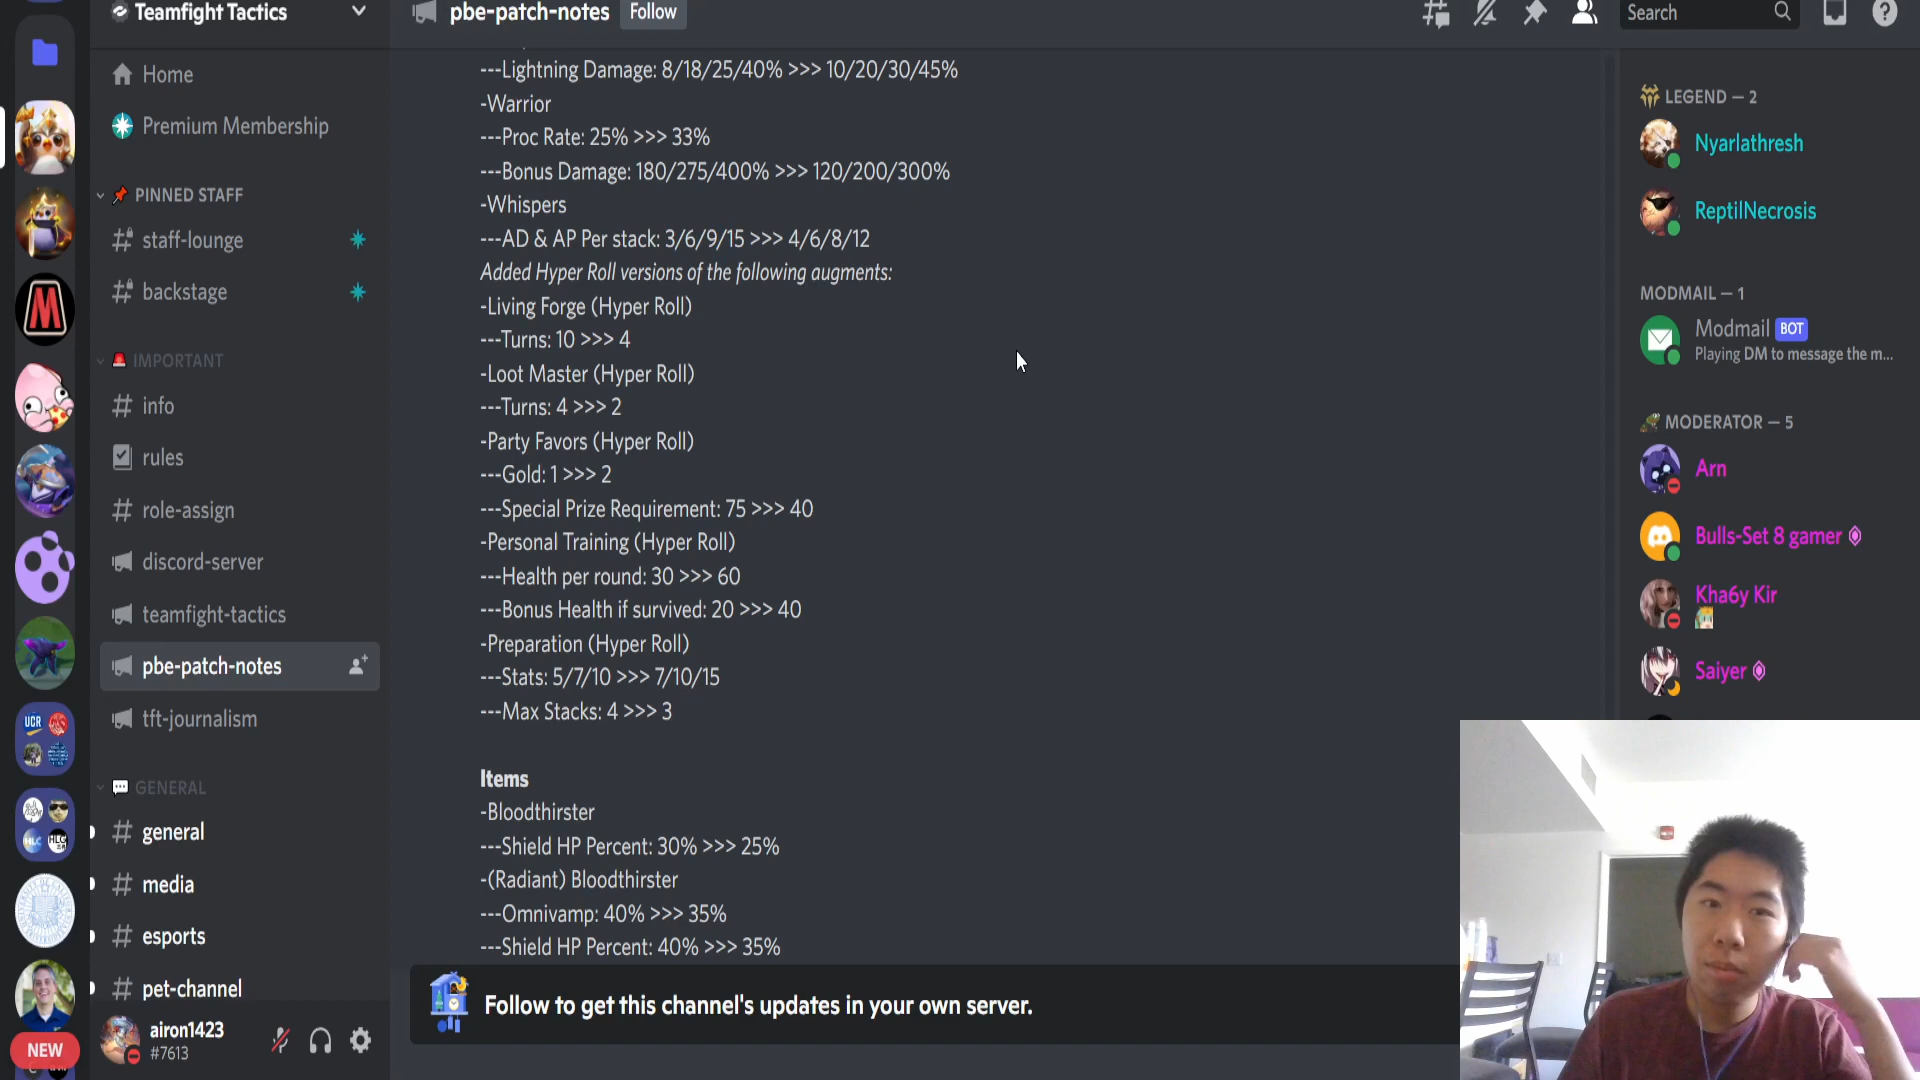 Teamfight Tactics
pbe-patch-notes
Follow
Search
Home
Premium Membership
PINNED STAFF
staff-lounge
backstage
IMPORTANT
info
rules
role-assign
discord-server
teamfight-tactics
pbe-patch-notes
tft-journalism
GENERAL
general
media
esports
pet-channel
UCR
HLC HLG
NEW
airon1423
#7613
---Lightning Damage: 8/18/25/40% >>> 10/20/30/45%
-Warrior
---Proc Rate: 25% >>> 33%
---Bonus Damage: 180/275/400% >>> 120/200/300%
-Whispers
---AD & AP Per stack: 3/6/9/15 >>> 4/6/8/12
Added Hyper Roll versions of the following augments:
-Living Forge (Hyper Roll)
---Turns: 10 >>> 4
-Loot Master (Hyper Roll)
---Turns: 4 >>> 2
-Party Favors (Hyper Roll)
---Gold: 1 >>> 2
---Special Prize Requirement: 75 >>> 40
-Personal Training (Hyper Roll)
---Health per round: 30 >>> 60
---Bonus Health if survived: 20 >>> 40
-Preparation (Hyper Roll)
---Stats: 5/7/10 >>> 7/10/15
---Max Stacks: 4 >>> 3
Items
-Bloodthirster
---Shield HP Percent: 30% >>> 25%
-(Radiant) Bloodthirster
---Omnivamp: 40% >>> 35%
---Shield HP Percent: 40% >>> 35%
Follow to get this channel's updates in your own server.
LEGEND — 2
Nyarlathresh
ReptilNecrosis
MODMAIL — 1
Modmail BOT
Playing DM to message the m...
MODERATOR — 5
Arn
Bulls-Set 8 gamer
Kha6y Kir
Saiyer